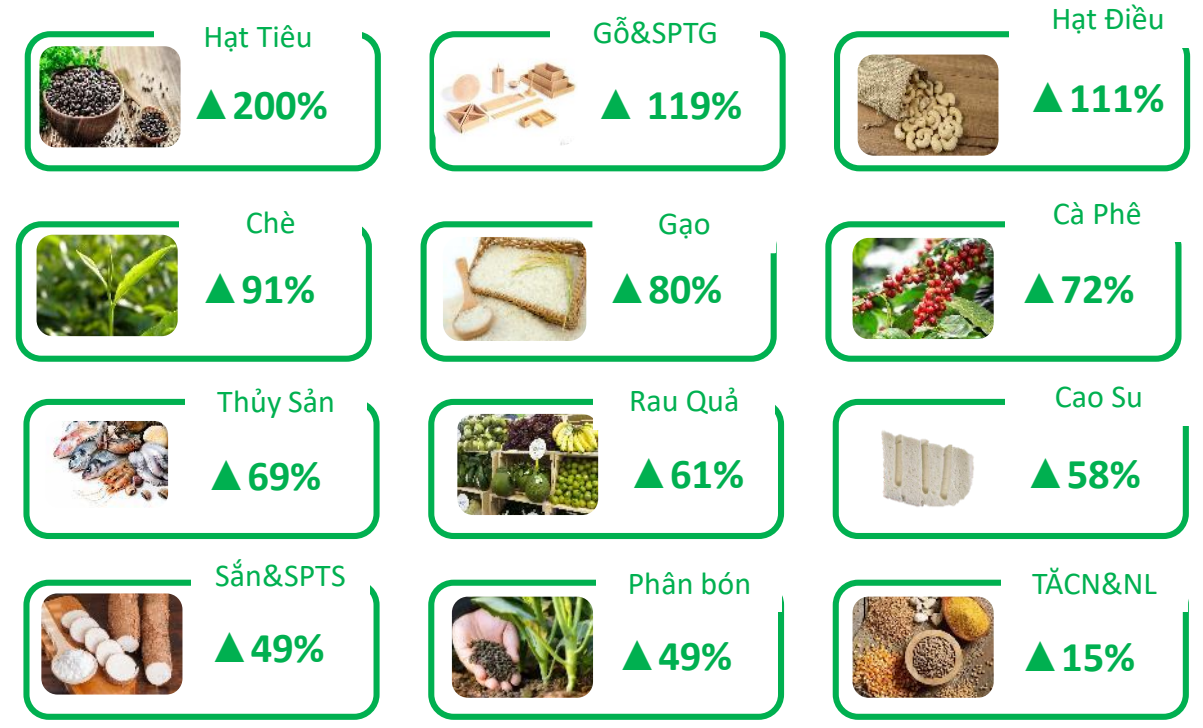 Hạt Tiêu
▲200%
Gỗ&SPTG
▲ 119%
Hạt Điều
▲111%
Chè
▲91%
Gạo
▲80%
Cà Phê
▲72%
Thủy Sản
▲69%
Rau Quả
▲61%
Cao Su
▲58%
Sắn&SPTS
▲49%
Phân bón
▲49%
TĂCN&NL
▲15%